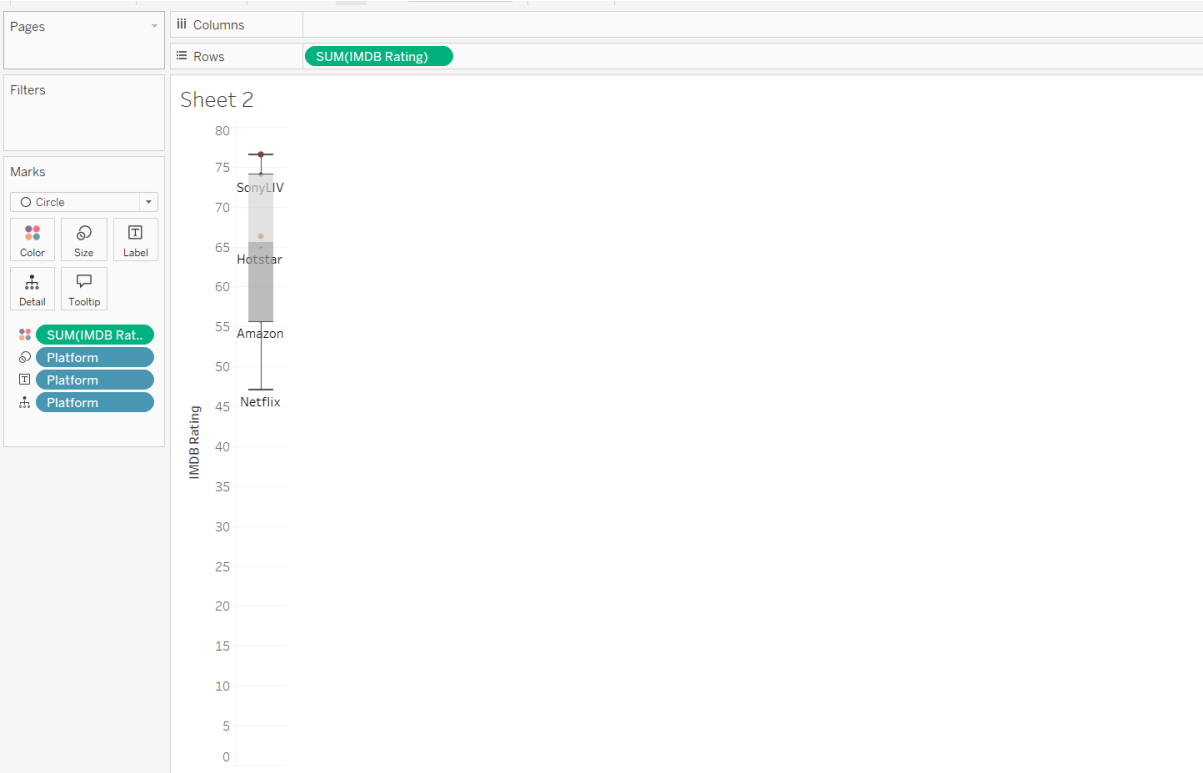 Pages
Columns
Rows
SUM(IMDB Rating)
Filters
Marks
Circle
Color
Size
Label
Detail
Tooltip
SUM(IMDB Rat..
Platform
Platform
Platform
Sheet 2
80
75
70
65
60
55
50
45
40
35
30
25
20
15
10
5
0
IMDB Rating
SonyLIV
Hotstar
Amazon
Netflix